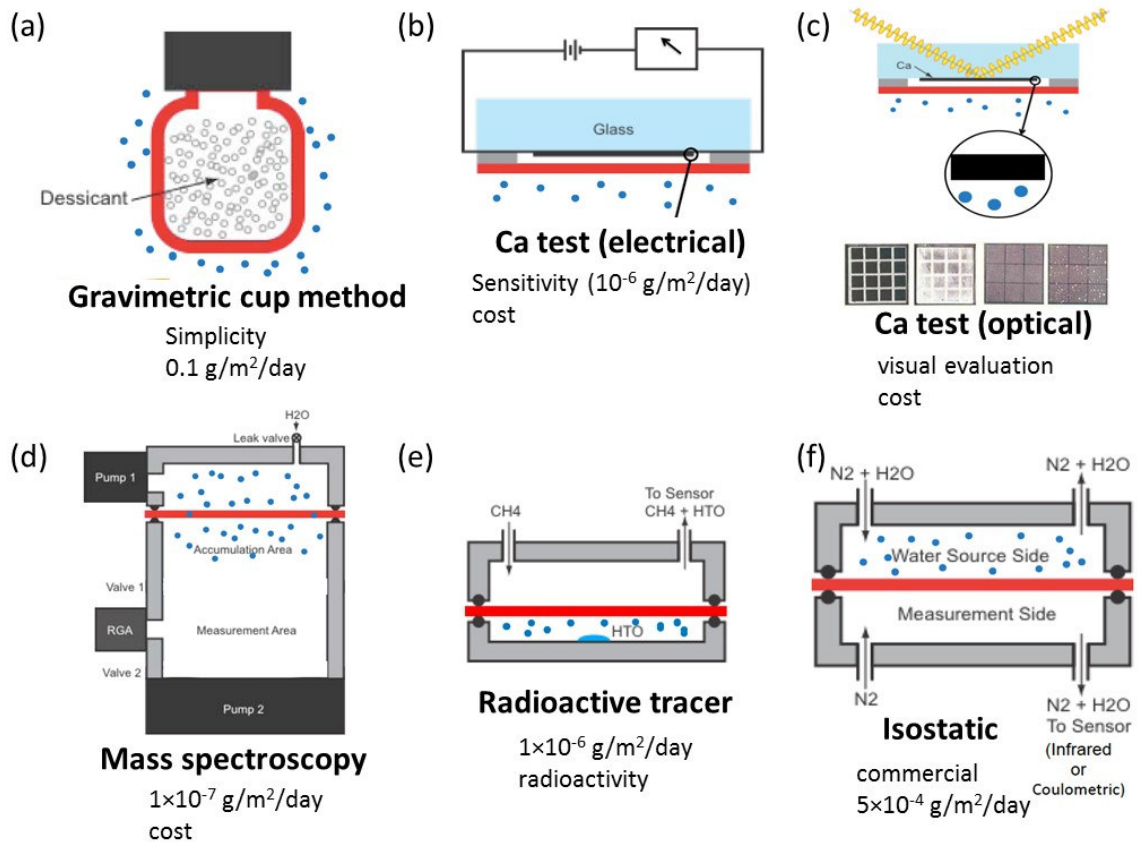 (a)
Dessicant
Gravimetric cup method
Simplicity
0.1 g/m²/day
(b)
Glass
Ca test (electrical)
Sensitivity (10⁻⁶ g/m²/day)
cost
(c)
Ca
Ca test (optical)
visual evaluation
cost
(d)
H2O
Leak valve
Pump 1
Accumulation Area
Valve 1
RGA
Measurement Area
Valve 2
Pump 2
Mass spectroscopy
1×10⁻⁷ g/m²/day
cost
(e)
CH4
To Sensor
CH4 + HTO
HTO
Radioactive tracer
1×10⁻⁶ g/m²/day
radioactivity
(f)
N2 + H2O
N2 + H2O
Water Source Side
Measurement Side
N2
N2 + H2O
To Sensor
(Infrared
or
Coulometric)
Isostatic
commercial
5×10⁻⁴ g/m²/day